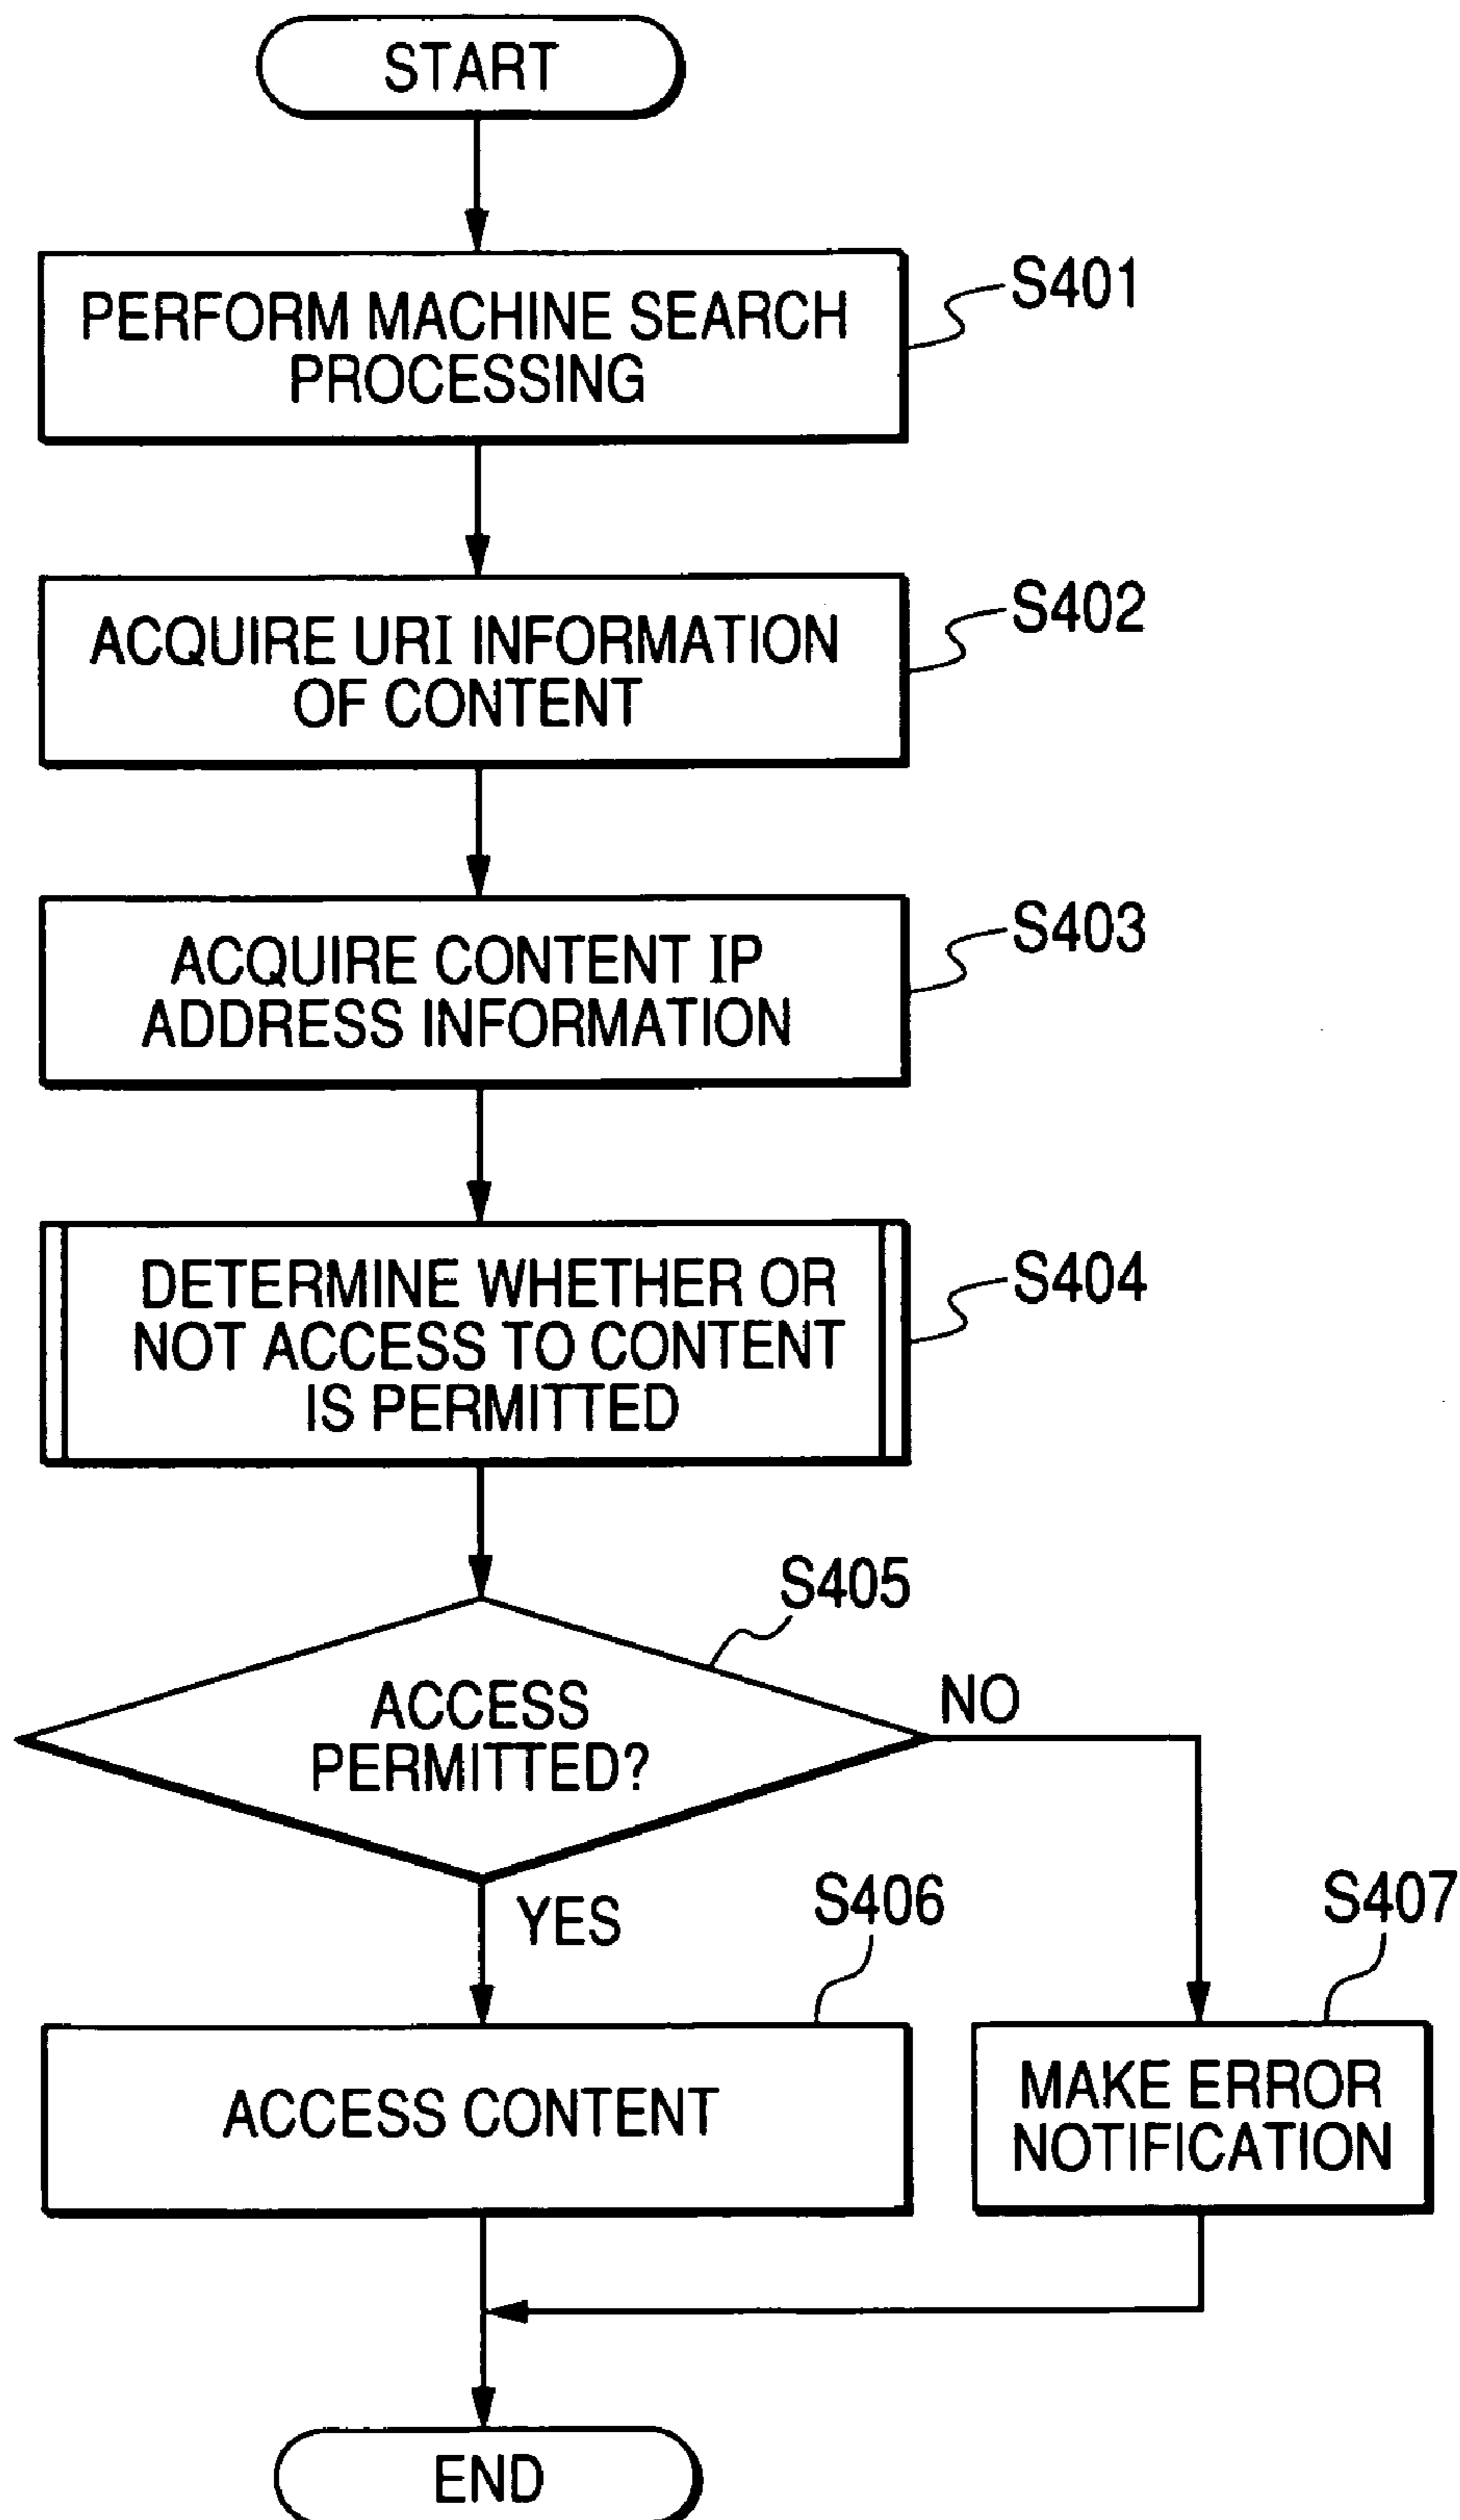 START
PERFORM MACHINE SEARCH
PROCESSING
S401
ACQUIRE URI INFORMATION
OF CONTENT
S402
ACQUIRE CONTENT IP
ADDRESS INFORMATION
S403
DETERMINE WHETHER OR
NOT ACCESS TO CONTENT
IS PERMITTED
S404
S405
ACCESS
PERMITTED?
NO
YES
S406
S407
ACCESS CONTENT
MAKE ERROR
NOTIFICATION
END